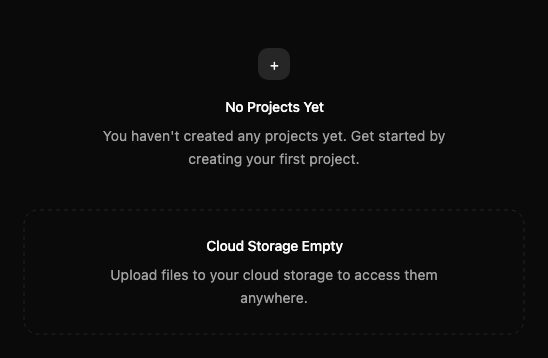 +
No Projects Yet
You haven't created any projects yet. Get started by
creating your first project.
Cloud Storage Empty
Upload files to your cloud storage to access them
anywhere.